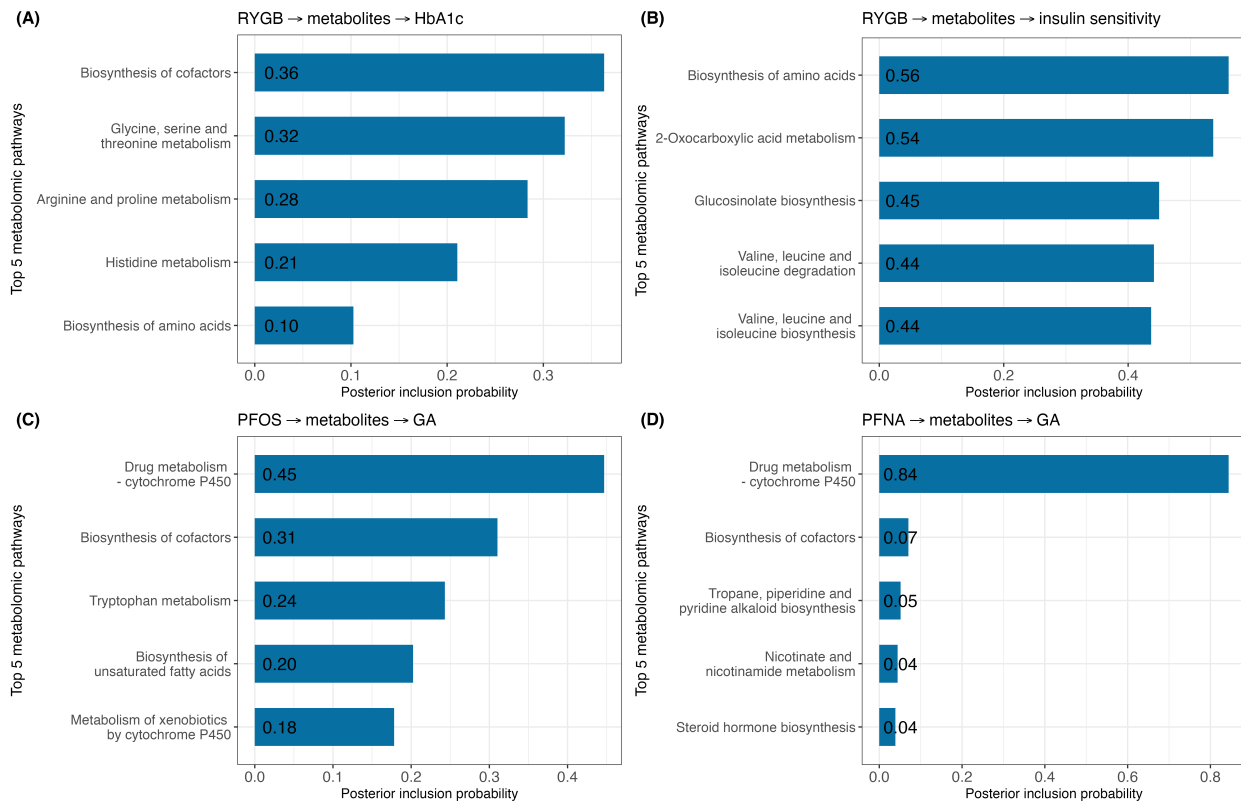 (A)
RYGB → metabolites → HbA1c
Top 5 metabolomic pathways
Biosynthesis of cofactors
0.36
Glycine, serine and
threonine metabolism
0.32
Arginine and proline metabolism
0.28
Histidine metabolism
0.21
Biosynthesis of amino acids
0.10
0.0 0.1 0.2 0.3
Posterior inclusion probability
(B)
RYGB → metabolites → insulin sensitivity
Top 5 metabolomic pathways
Biosynthesis of amino acids
0.56
2-Oxocarboxylic acid metabolism
0.54
Glucosinolate biosynthesis
0.45
Valine, leucine and
isoleucine degradation
0.44
Valine, leucine and
isoleucine biosynthesis
0.44
0.0 0.2 0.4
Posterior inclusion probability
(C)
PFOS → metabolites → GA
Top 5 metabolomic pathways
Drug metabolism
- cytochrome P450
0.45
Biosynthesis of cofactors
0.31
Tryptophan metabolism
0.24
Biosynthesis of
unsaturated fatty acids
0.20
Metabolism of xenobiotics
by cytochrome P450
0.18
0.0 0.1 0.2 0.3 0.4
Posterior inclusion probability
(D)
PFNA → metabolites → GA
Top 5 metabolomic pathways
Drug metabolism
- cytochrome P450
0.84
Biosynthesis of cofactors
0.07
Tropane, piperidine and
pyridine alkaloid biosynthesis
0.05
Nicotinate and
nicotinamide metabolism
0.04
Steroid hormone biosynthesis
0.04
0.0 0.2 0.4 0.6 0.8
Posterior inclusion probability